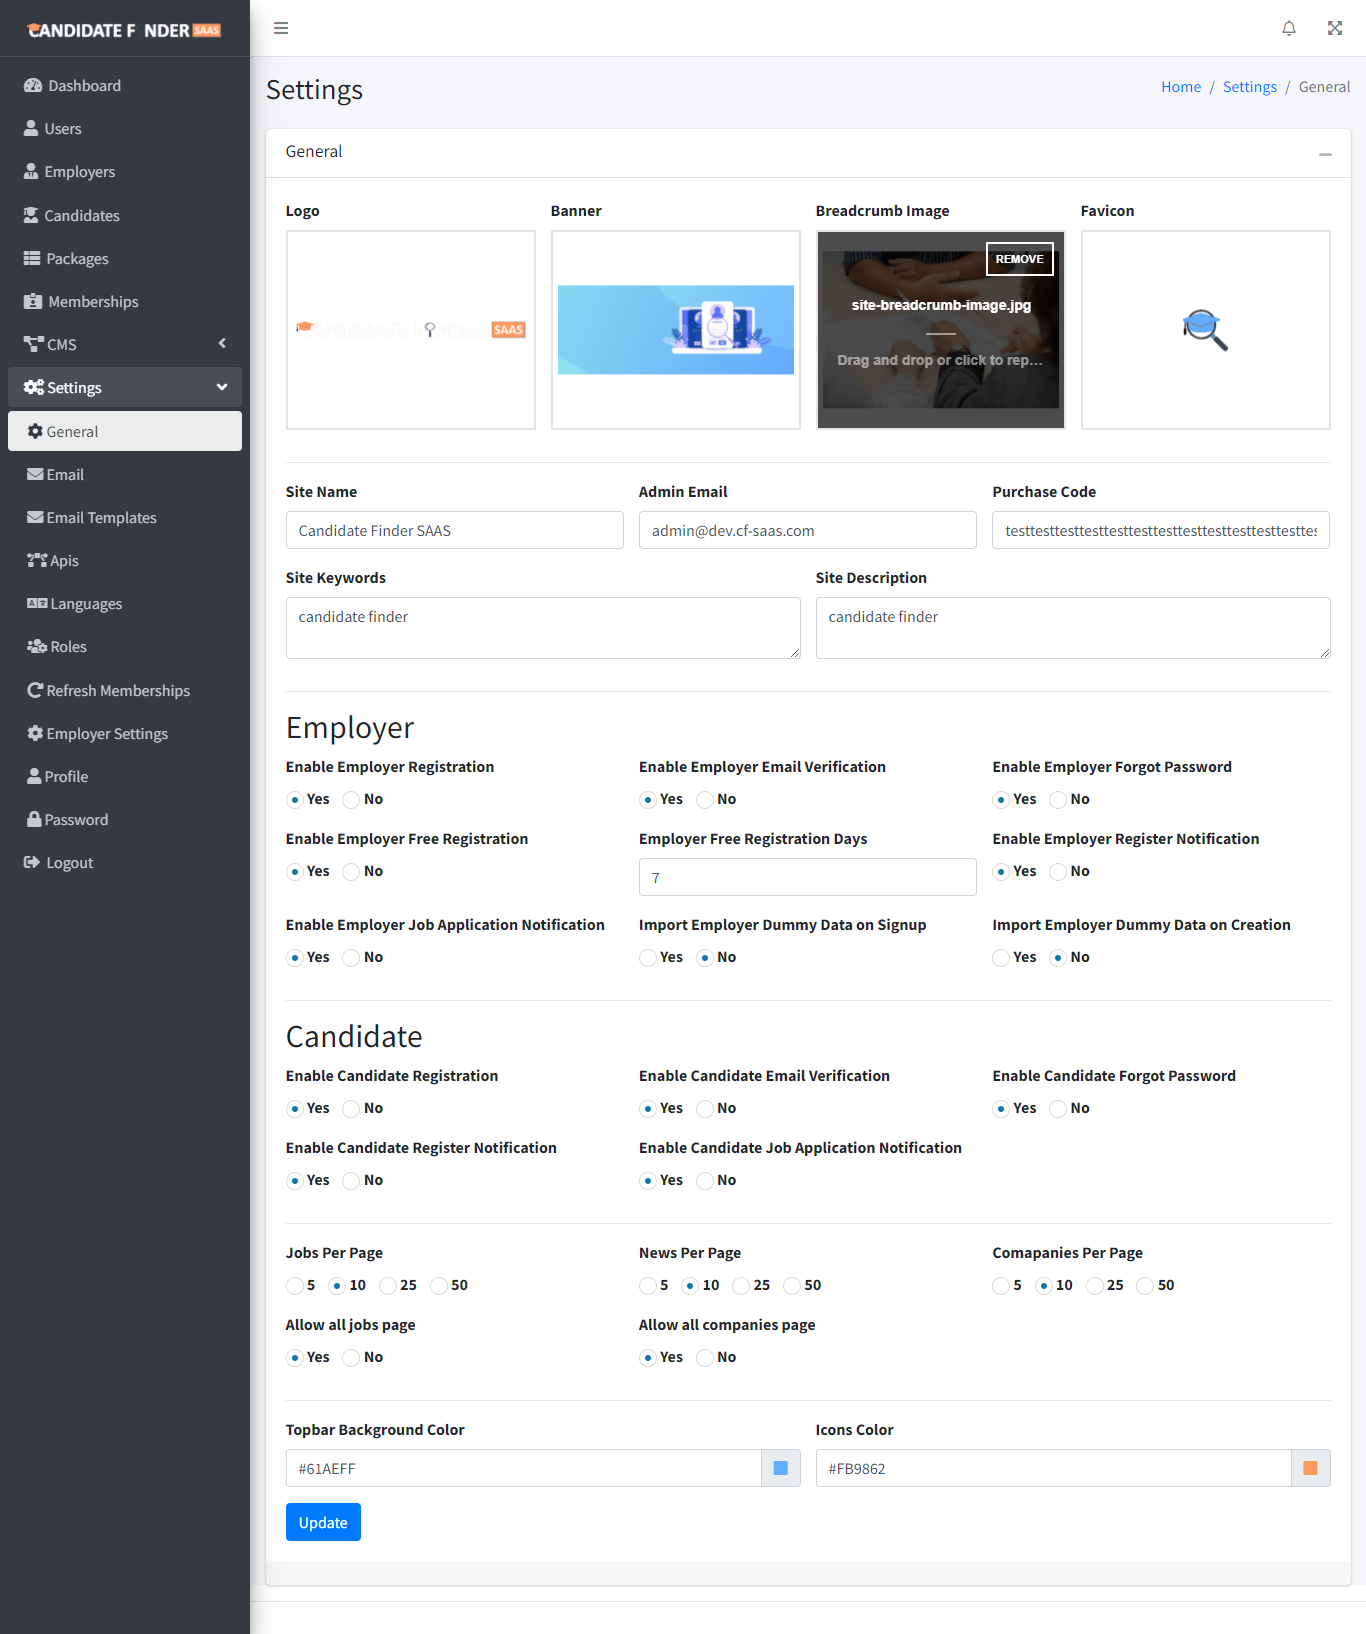 CANDIDATE F NDER SAAS
Dashboard
Users
Employers
Candidates
Packages
Memberships
CMS
Settings
General
Email
Email Templates
Apis
Languages
Roles
Refresh Memberships
Employer Settings
Profile
Password
Logout
Settings
Home / Settings / General
General
Logo
Banner
Breadcrumb Image
Favicon
CANDIDATE F NDER SAAS
REMOVE
site-breadcrumb-image.jpg
Drag and drop or click to rep...
Site Name
Admin Email
Purchase Code
Candidate Finder SAAS
admin@dev.cf-saas.com
testtesttesttesttesttesttesttesttesttesttesttes
Site Keywords
Site Description
candidate finder
candidate finder
Employer
Enable Employer Registration
Enable Employer Email Verification
Enable Employer Forgot Password
Yes No
Yes No
Yes No
Enable Employer Free Registration
Employer Free Registration Days
Enable Employer Register Notification
Yes No
7
Yes No
Enable Employer Job Application Notification
Import Employer Dummy Data on Signup
Import Employer Dummy Data on Creation
Yes No
Yes No
Yes No
Candidate
Enable Candidate Registration
Enable Candidate Email Verification
Enable Candidate Forgot Password
Yes No
Yes No
Yes No
Enable Candidate Register Notification
Enable Candidate Job Application Notification
Yes No
Yes No
Jobs Per Page
News Per Page
Comapanies Per Page
5 10 25 50
5 10 25 50
5 10 25 50
Allow all jobs page
Allow all companies page
Yes No
Yes No
Topbar Background Color
Icons Color
#61AEFF
#FB9862
Update